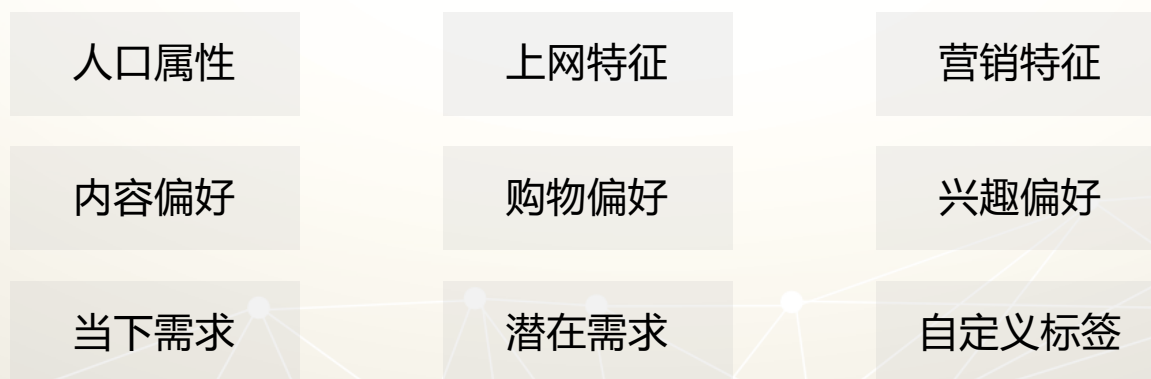 人口属性
上网特征
营销特征
内容偏好
购物偏好
兴趣偏好
当下需求
潜在需求
自定义标签